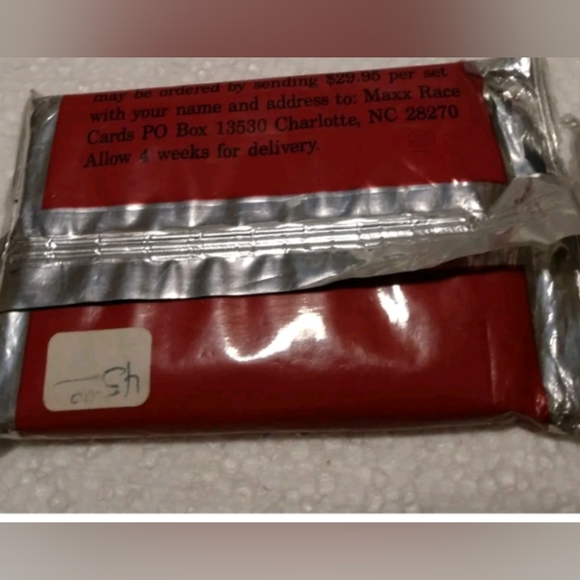 may be ordered by sending $29.95 per set
with your name and address to: Maxx Race
Cards PO Box 13530 Charlotte, NC 28270
Allow 4 weeks for delivery.
45.00